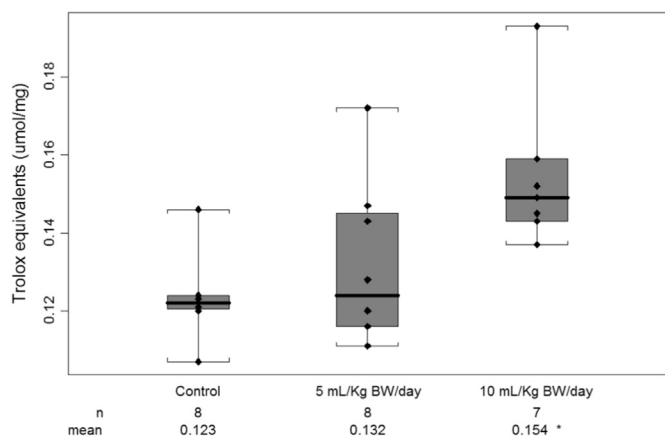 Trolox equivalents (umol/mg)
0.18
0.16
0.14
0.12
Control 5 mL/Kg BW/day 10 mL/Kg BW/day
n 8 8 7
mean 0.123 0.132 0.154 *